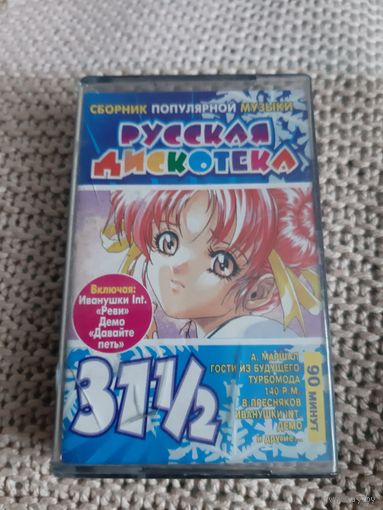 СБОРНИК ПОПУЛЯРНОЙ МУЗЫКИ
РУССКАЯ
ДИСКОТЕКА
Включая:
Иванушки Int.
«Реви»
Демо
«Давайте
петь»
31 1/2
А. МАРШАЛ
ГОСТИ ИЗ БУДУЩЕГО
ТУРБОМОДА
140 P.M.
В. ПРЕСНЯКОВ
ИВАНУШКИ INT.
ДЕМО
и другие...
90 МИНУТ